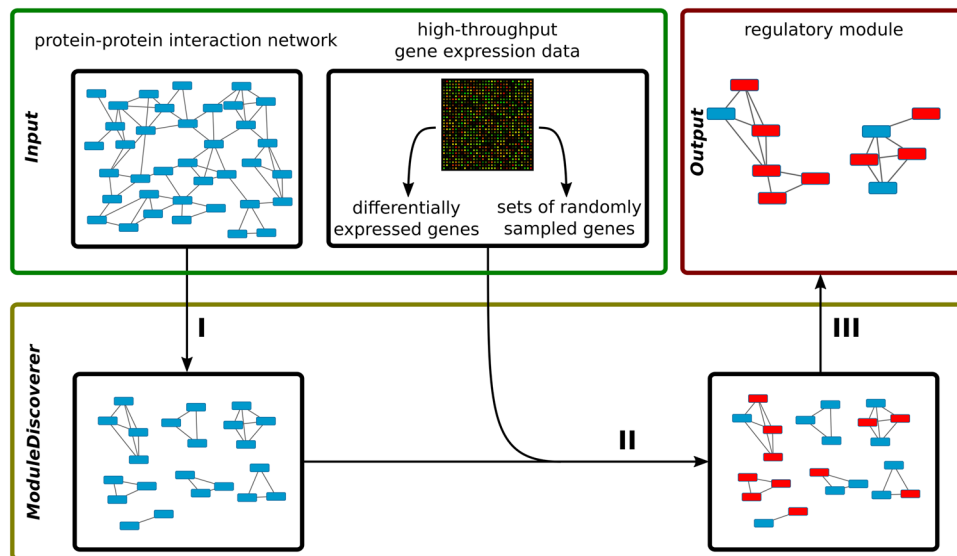 protein-protein interaction network
high-throughput
gene expression data
regulatory module
Input
Output
differentially
expressed genes
sets of randomly
sampled genes
I
III
ModuleDiscoverer
II